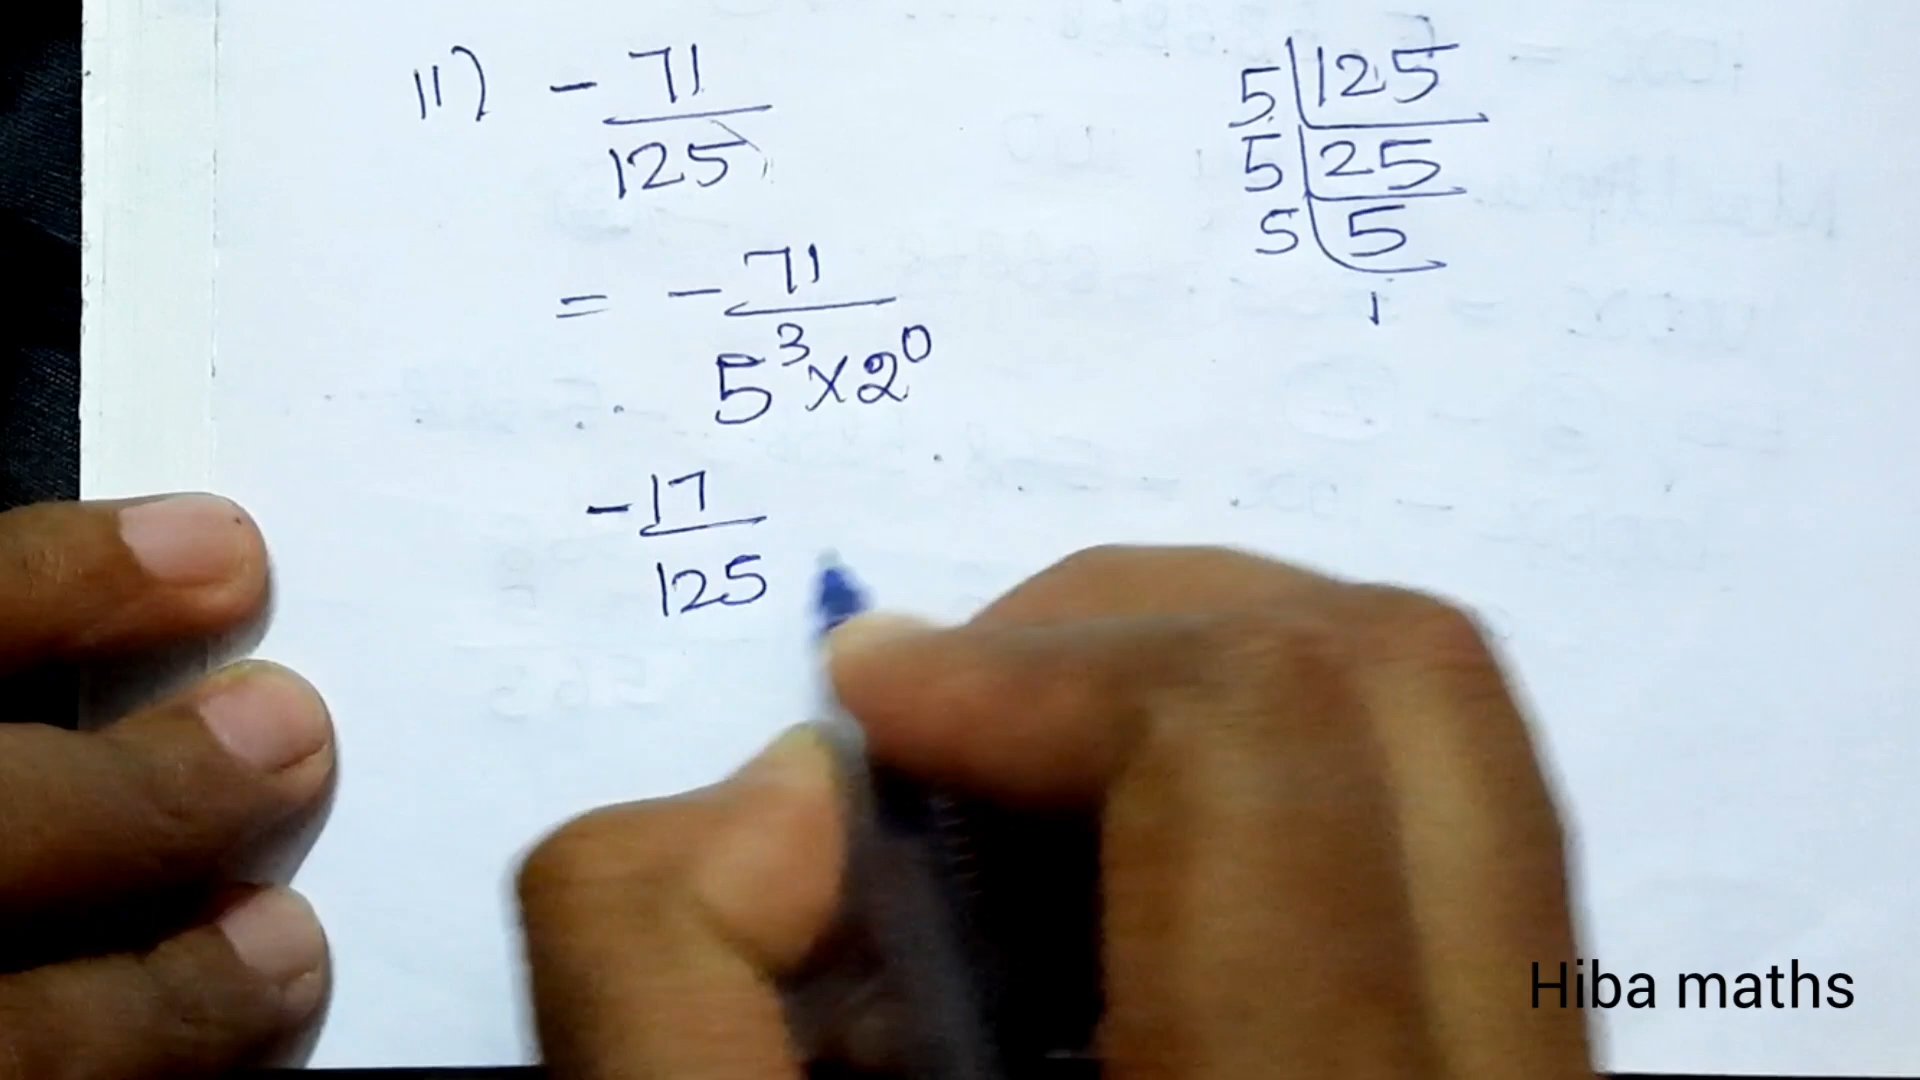 11) - 71/125
= - 71/5³×2⁰
- 17/125
5 | 125
5 | 25
5 | 5
1
Hiba maths